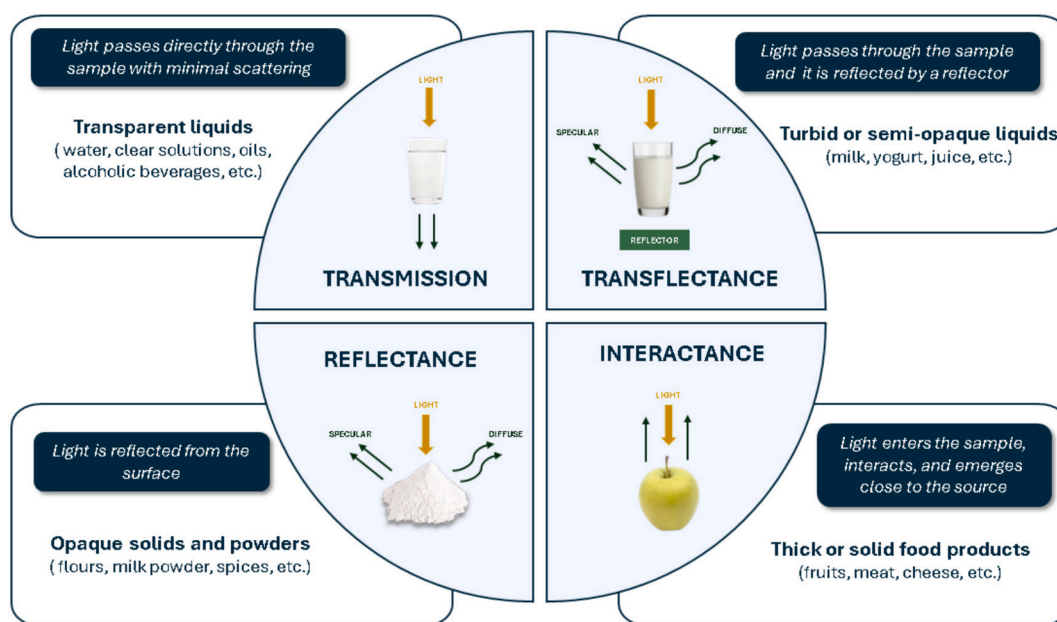 Light passes directly through the
sample with minimal scattering
Transparent liquids
( water, clear solutions, oils,
alcoholic beverages, etc.)
LIGHT
TRANSMISSION
Light passes through the sample
and it is reflected by a reflector
Turbid or semi-opaque liquids
(milk, yogurt, juice, etc.)
LIGHT
SPECULAR
DIFFUSE
REFLECTOR
TRANSFLECTANCE
REFLECTANCE
LIGHT
SPECULAR
DIFFUSE
Light is reflected from the
surface
Opaque solids and powders
( flours, milk powder, spices, etc.)
INTERACTANCE
LIGHT
Light enters the sample,
interacts, and emerges
close to the source
Thick or solid food products
(fruits, meat, cheese, etc.)